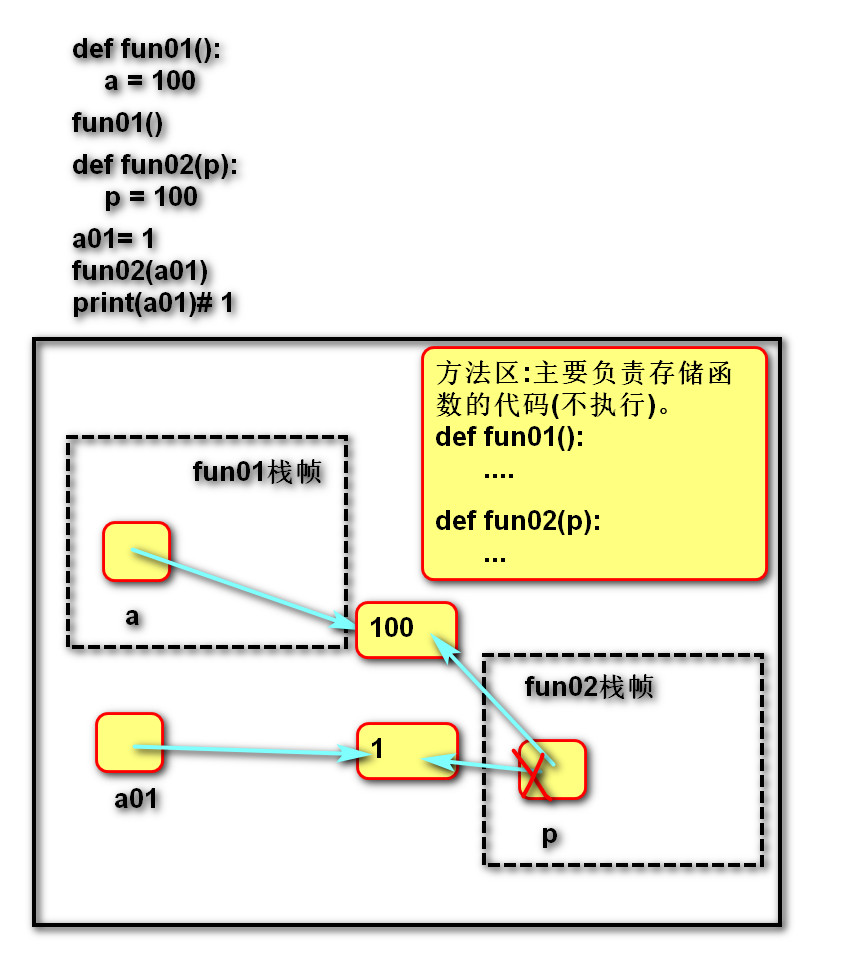 def fun01():
a = 100
fun01()
def fun02(p):
p = 100
a01= 1
fun02(a01)
print(a01)# 1
方法区:主要负责存储函
数的代码(不执行)。
def fun01():
....
def fun02(p):
...
fun01栈帧
a
100
fun02栈帧
1
a01
p